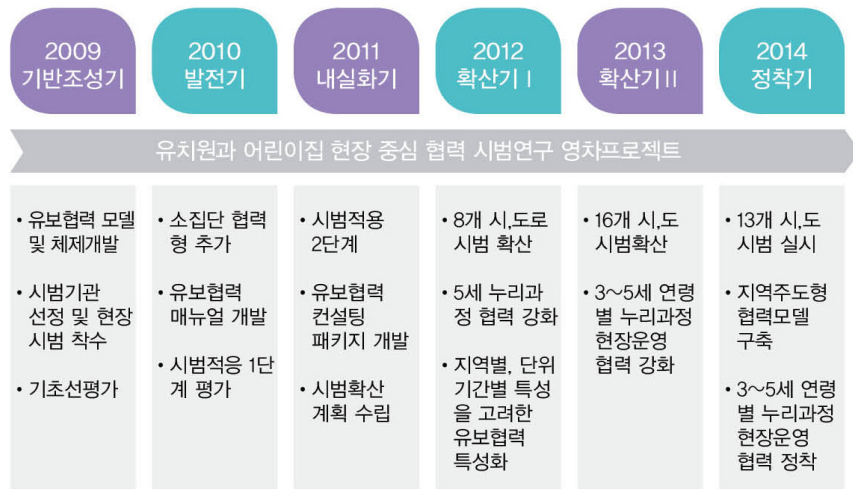 2009
기반조성기
2010
발전기
2011
내실화기
2012
확산기 I
2013
확산기 II
2014
정착기
유치원과 어린이집 현장 중심 협력 시범연구 영차프로젝트
• 유보협력 모델
및 체제개발
• 시범기관
선정 및 현장
시범 착수
• 기초선평가
• 소집단 협력
형 추가
• 유보협력
매뉴얼 개발
• 시범적응 1단
계 평가
• 시범적용
2단계
• 유보협력
컨설팅
패키지 개발
• 시범확산
계획 수립
• 8개 시,도로
시범 확산
• 5세 누리과
정 협력 강화
• 지역별, 단위
기간별 특성
을 고려한
유보협력
특성화
• 16개 시,도
시범확산
• 3~5세 연령
별 누리과정
현장운영
협력 강화
• 13개 시,도
시범 실시
• 지역주도형
협력모델
구축
• 3~5세 연령
별 누리과정
현장운영
협력 정착